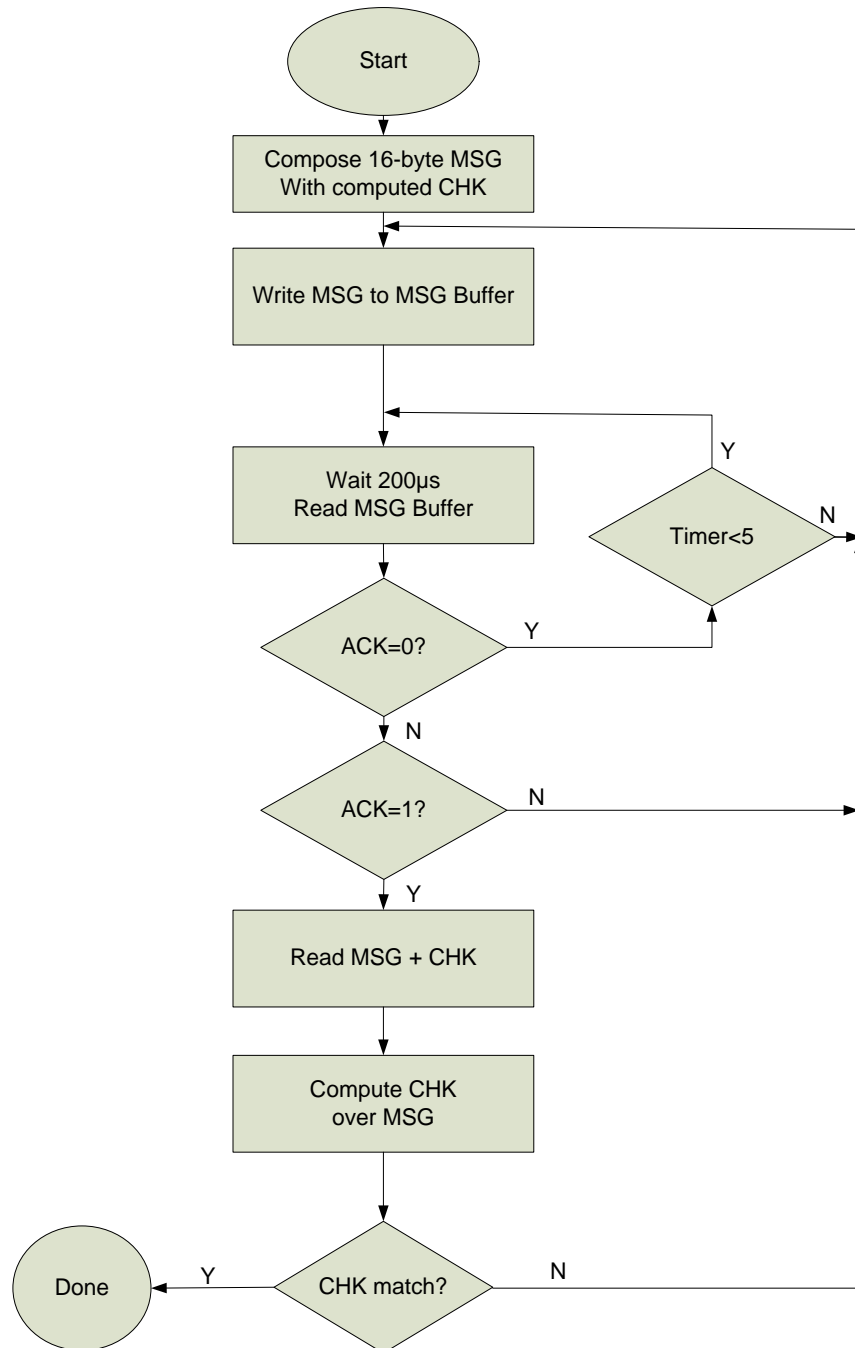 Start
Compose 16-byte MSG
With computed CHK
Write MSG to MSG Buffer
Y
Wait 200µs
Read MSG Buffer
Timer<5
N
ACK=0?
Y
N
ACK=1?
N
Y
Read MSG + CHK
Compute CHK
over MSG
Done
Y
CHK match?
N